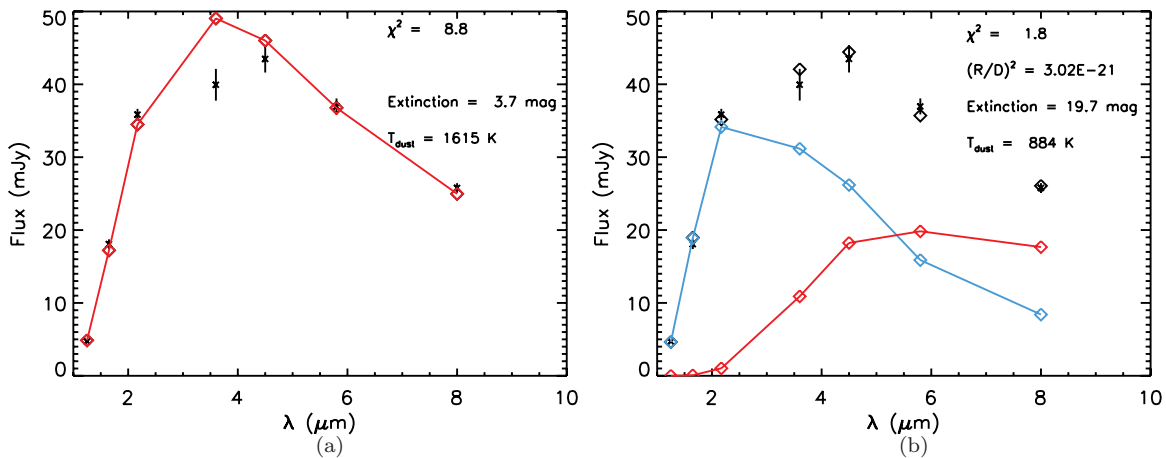 50
40
30
20
10
0
Flux (mJy)
χ² = 8.8
Extinction = 3.7 mag
T_dust = 1615 K
2 4 6 8 10
λ (μm)
(a)
50
40
30
20
10
0
Flux (mJy)
χ² = 1.8
(R/D)² = 3.02E-21
Extinction = 19.7 mag
T_dust = 884 K
2 4 6 8 10
λ (μm)
(b)